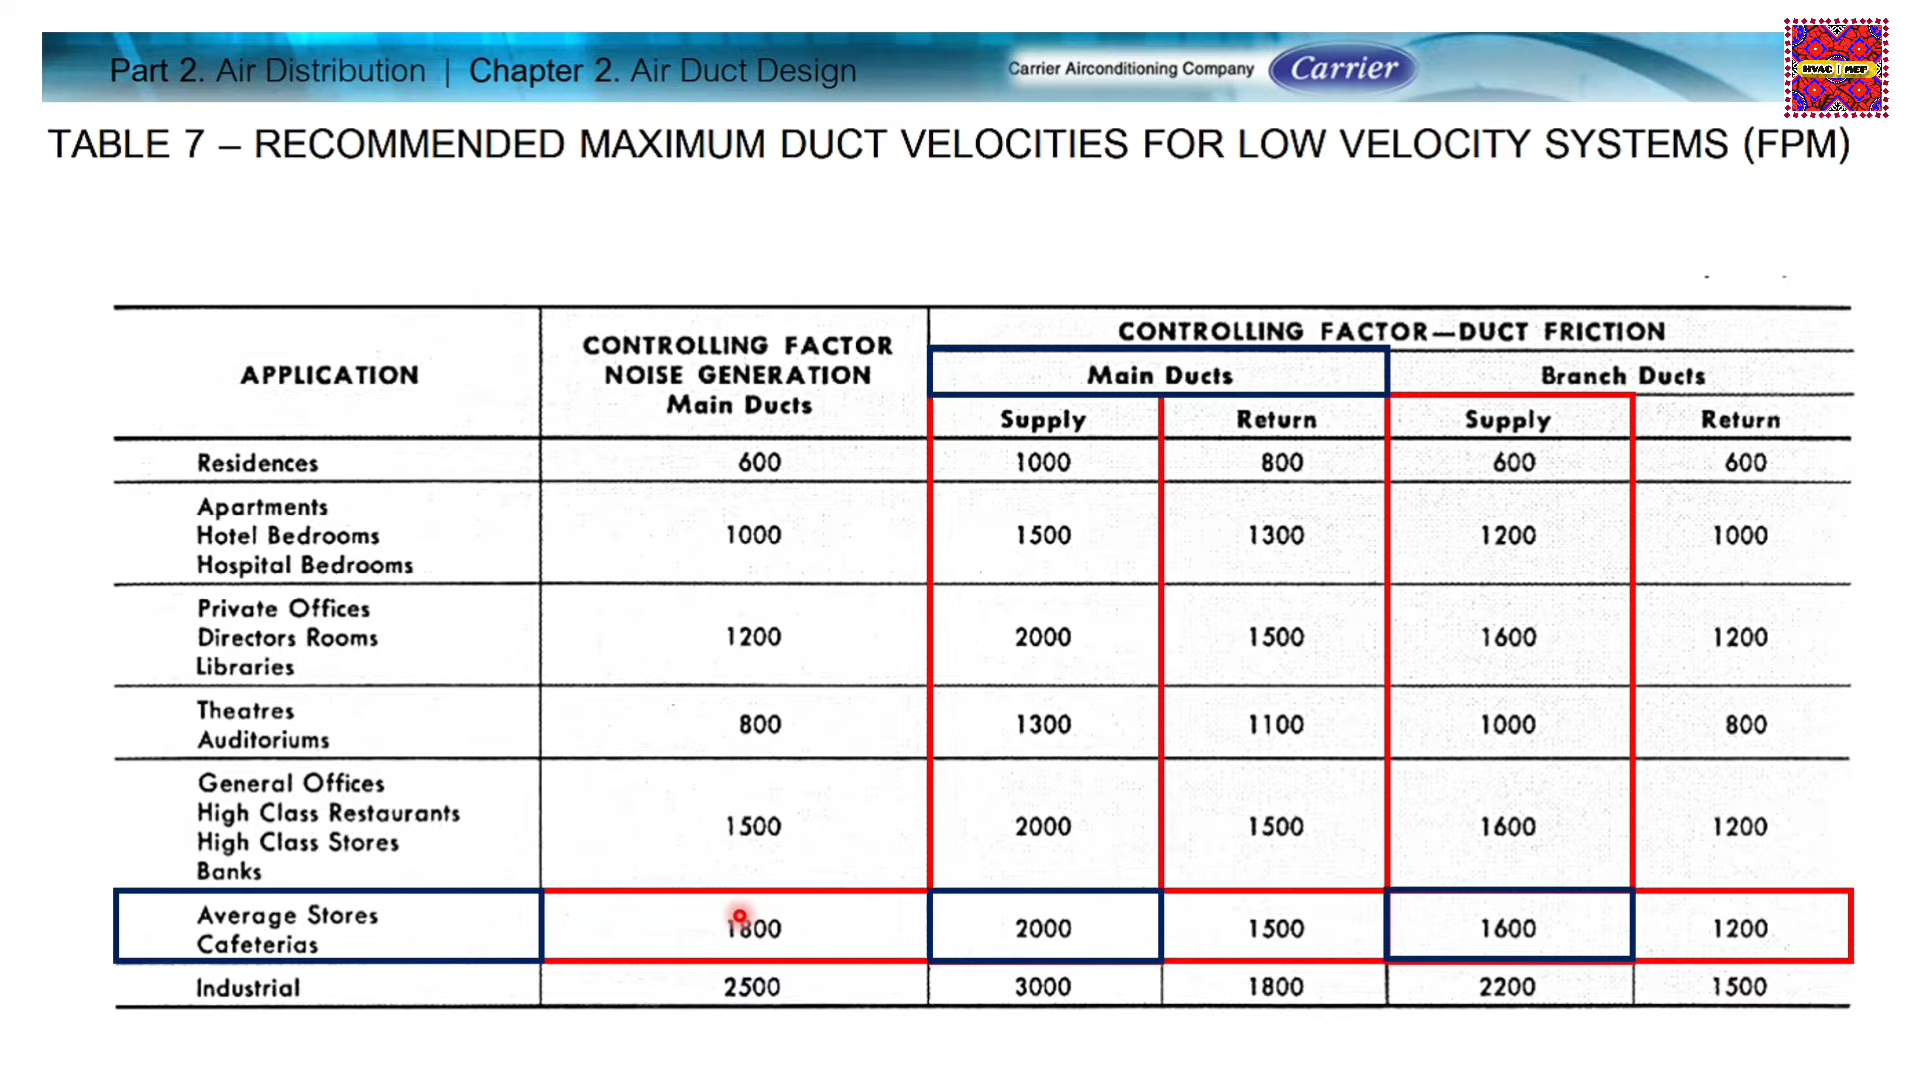 Part 2. Air Distribution | Chapter 2. Air Duct Design
Carrier Airconditioning Company Carrier
HVAC | MEP
TABLE 7 – RECOMMENDED MAXIMUM DUCT VELOCITIES FOR LOW VELOCITY SYSTEMS (FPM)
APPLICATION
CONTROLLING FACTOR
NOISE GENERATION
Main Ducts
CONTROLLING FACTOR—DUCT FRICTION
Main Ducts Branch Ducts
Supply Return Supply Return
Residences 600 1000 800 600 600
Apartments
Hotel Bedrooms 1000 1500 1300 1200 1000
Hospital Bedrooms
Private Offices
Directors Rooms 1200 2000 1500 1600 1200
Libraries
Theatres
Auditoriums 800 1300 1100 1000 800
General Offices
High Class Restaurants
High Class Stores 1500 2000 1500 1600 1200
Banks
Average Stores
Cafeterias 1800 2000 1500 1600 1200
Industrial 2500 3000 1800 2200 1500